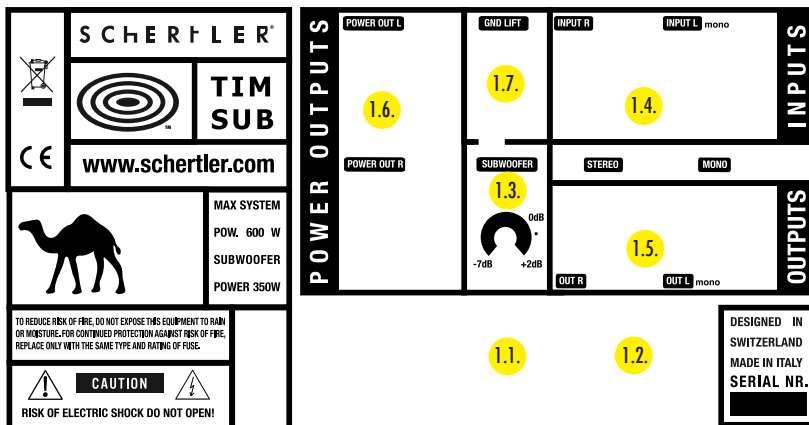 SCHERTLER®
TIM
SUB
TM
CE
www.schertler.com
MAX SYSTEM
POW. 600 W
SUBWOOFER
POWER 350W
TO REDUCE RISK OF FIRE, DO NOT EXPOSE THIS EQUIPMENT TO RAIN
OR MOISTURE. FOR CONTINUED PROTECTION AGAINST RISK OF FIRE,
REPLACE ONLY WITH THE SAME TYPE AND RATING OF FUSE.
CAUTION
RISK OF ELECTRIC SHOCK DO NOT OPEN!
POWER OUTPUTS
POWER OUT L
1.6.
POWER OUT R
GND LIFT
1.7.
SUBWOOFER
1.3.
0dB
-7dB
+2dB
INPUT R
INPUT L mono
1.4.
INPUTS
STEREO
MONO
1.5.
OUT R
OUT L mono
OUTPUTS
1.1.
1.2.
DESIGNED IN
SWITZERLAND
MADE IN ITALY
SERIAL NR.